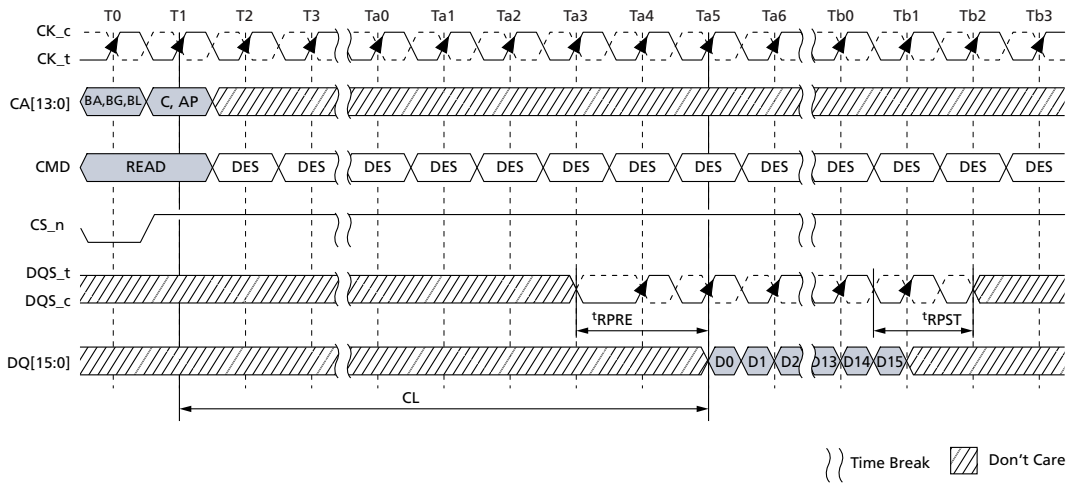 T0 T1 T2 T3 Ta0 Ta1 Ta2 Ta3 Ta4 Ta5 Ta6 Tb0 Tb1 Tb2 Tb3
CK_c
CK_t
CA[13:0] BA,BG,BL C, AP
CMD READ DES DES DES DES DES DES DES DES DES DES DES DES DES
CS_n
DQS_t
DQS_c
tRPRE tRPST
DQ[15:0] D0 D1 D2 D13 D14 D15
CL
Time Break Don't Care